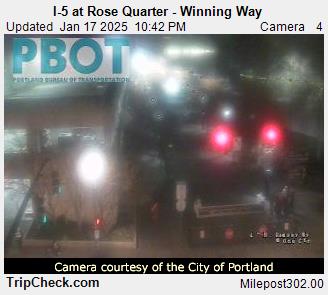 I-5 at Rose Quarter - Winning Way
Updated Jan 17 2025 10:42 PM Camera 4
PBOT
PORTLAND BUREAU OF TRANSPORTATION
Camera courtesy of the City of Portland
TripCheck.com Milepost302.00